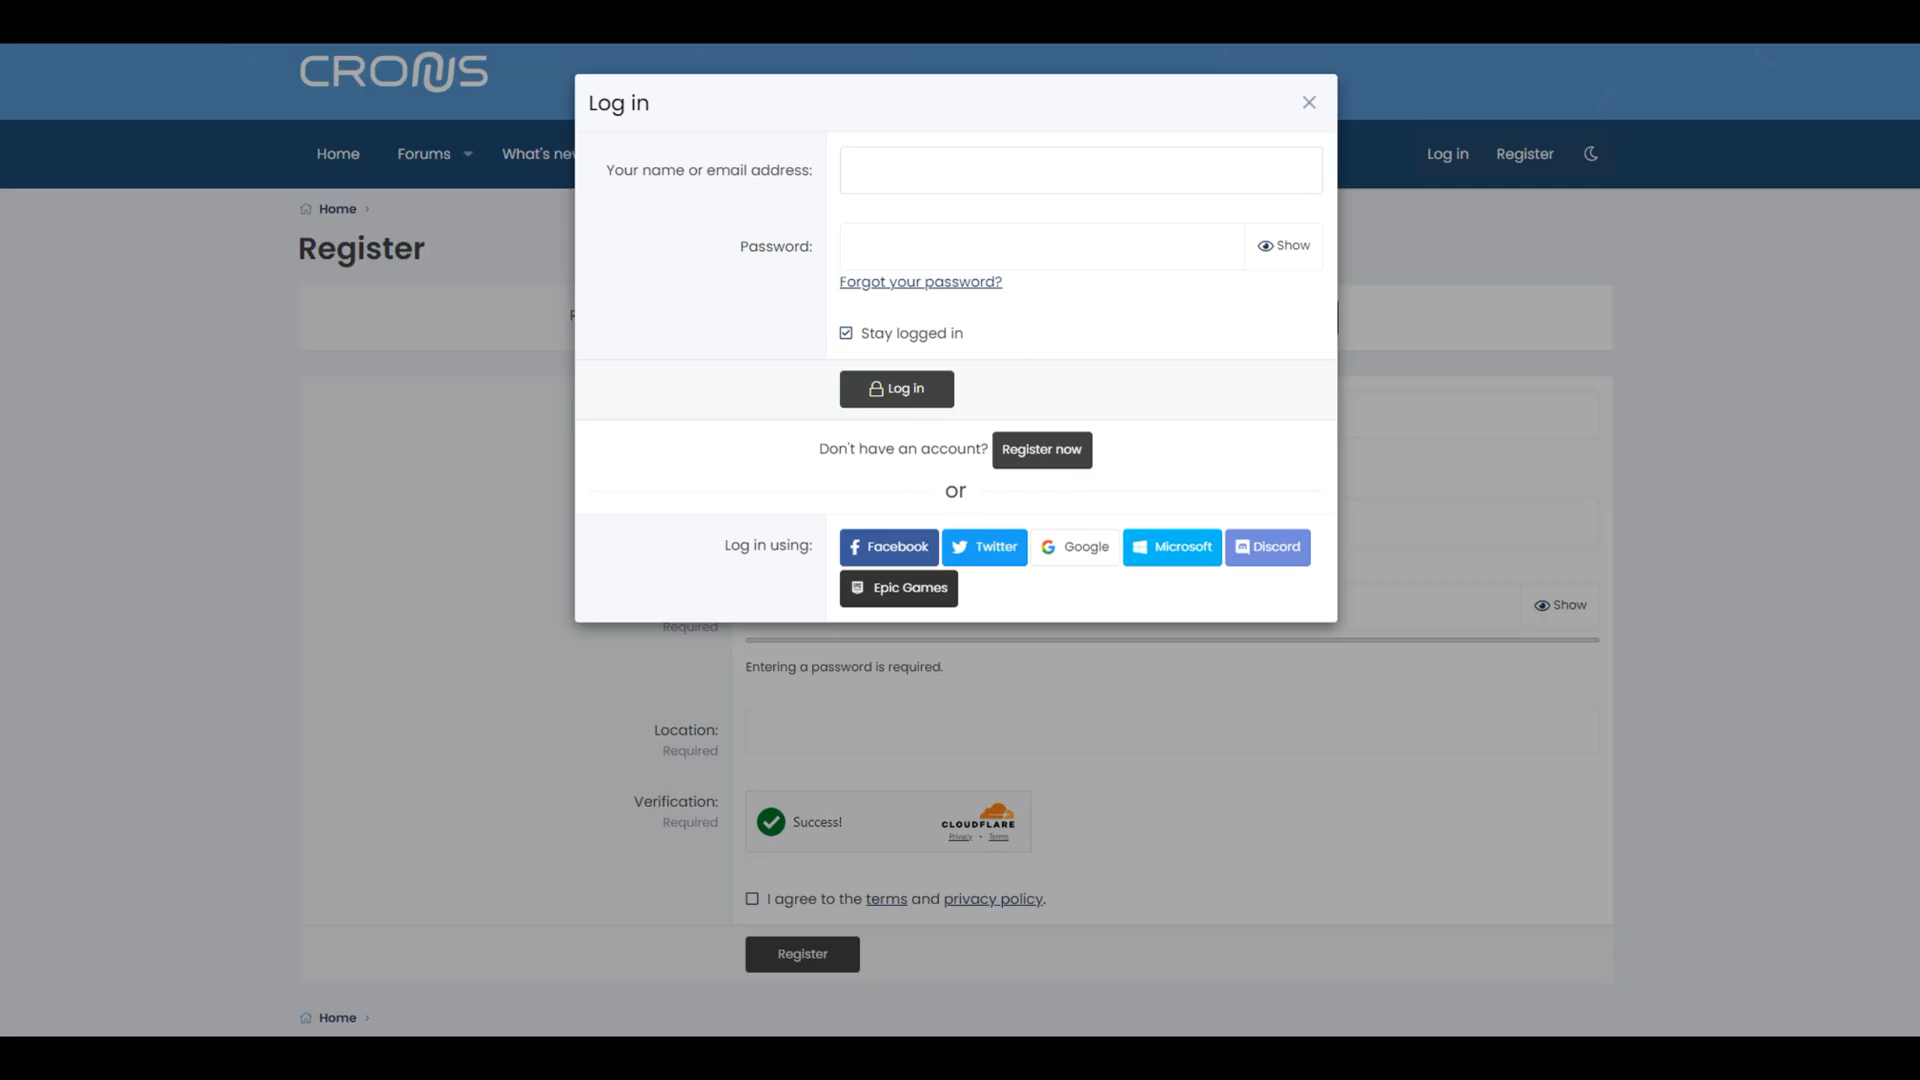 CRONUS
Log in
Home Forums What's new
Log in Register
Your name or email address:
Home
Register
Password:
Show
Forgot your password?
Stay logged in
Log in
Don't have an account? Register now
or
Log in using:
Facebook Twitter Google Microsoft Discord
Epic Games
Show
Required
Entering a password is required.
Location:
Required
Verification:
Required
Success!
CLOUDFLARE
Privacy • Terms
I agree to the terms and privacy policy.
Register
Home